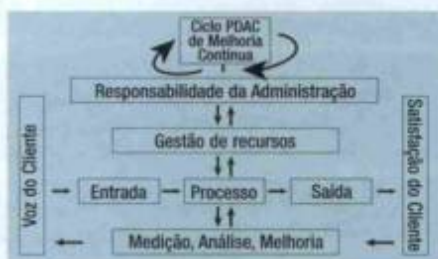 Ciclo PDAC
de Melhoria
Contínua
Responsabilidade da Administração
Gestão de recursos
Voz do Cliente
Entrada
Processo
Saída
Satisfação do Cliente
Medição, Análise, Melhoria